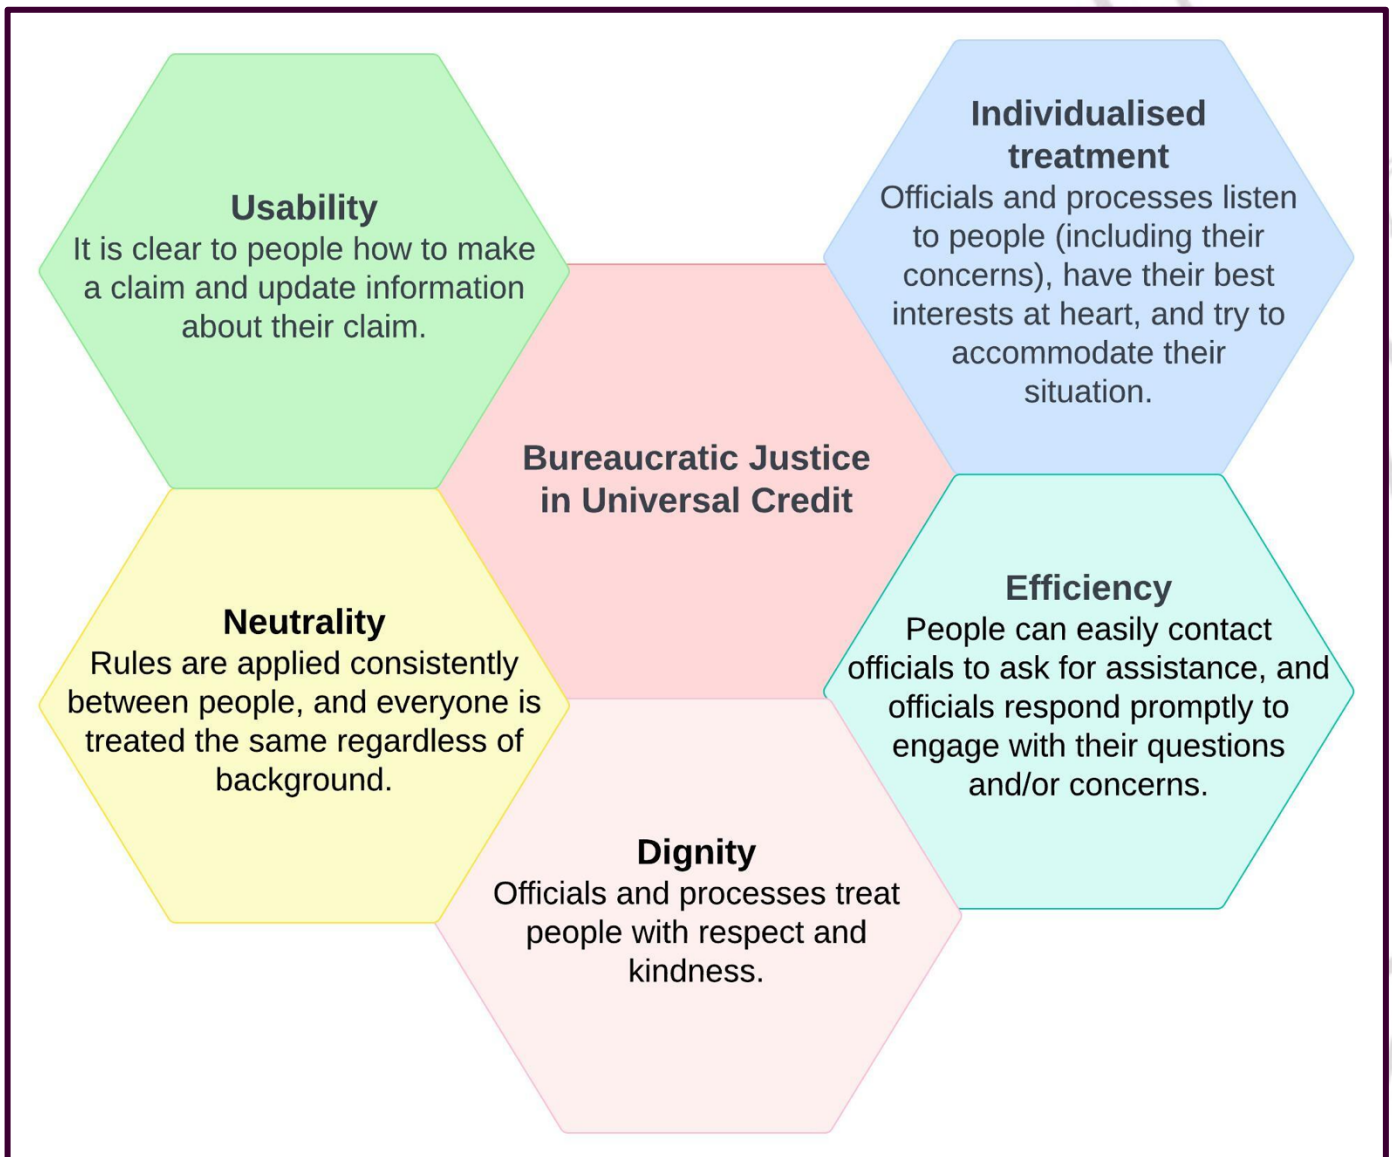 Usability
It is clear to people how to make
a claim and update information
about their claim.
Individualised
treatment
Officials and processes listen
to people (including their
concerns), have their best
interests at heart, and try to
accommodate their
situation.
Bureaucratic Justice
in Universal Credit
Neutrality
Rules are applied consistently
between people, and everyone is
treated the same regardless of
background.
Efficiency
People can easily contact
officials to ask for assistance, and
officials respond promptly to
engage with their questions
and/or concerns.
Dignity
Officials and processes treat
people with respect and
kindness.